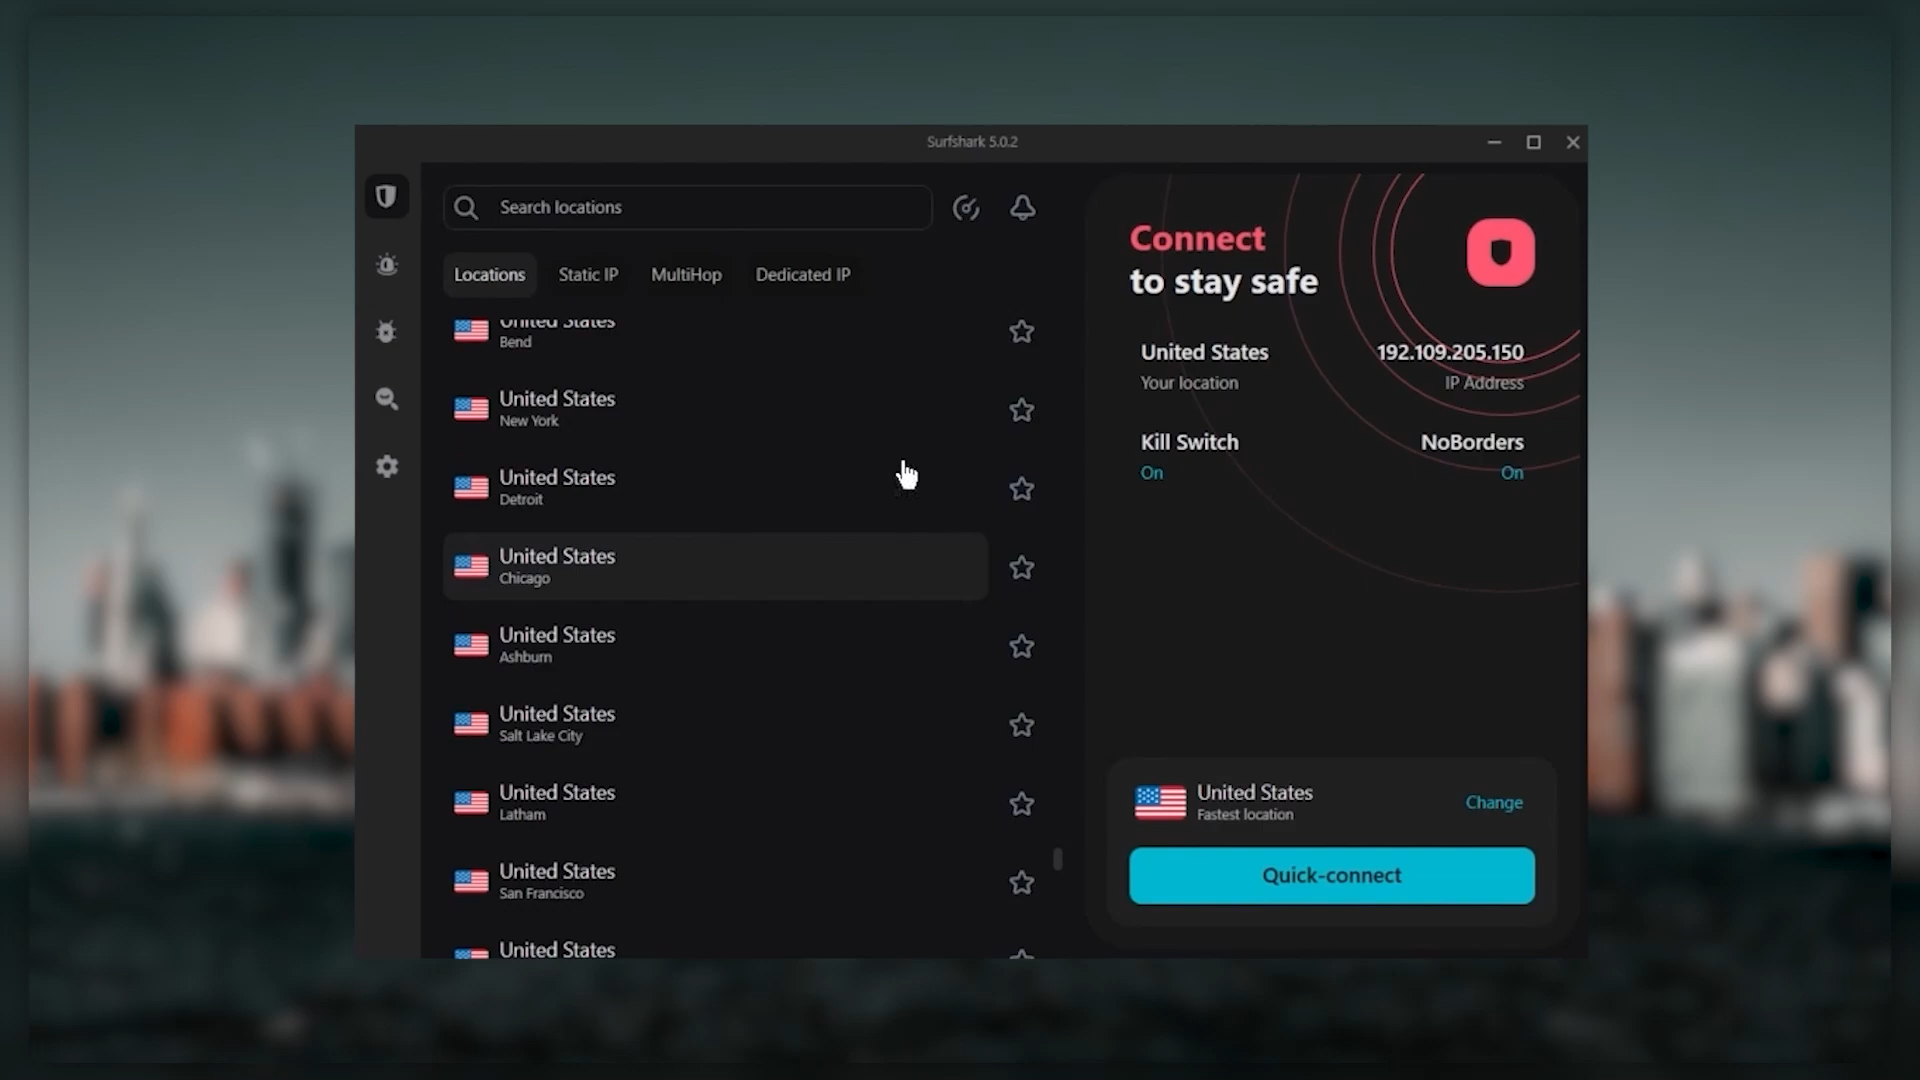 Surfshark 5.0.2
Search locations
Locations
Static IP
MultiHop
Dedicated IP
United States
Bend
United States
New York
United States
Detroit
United States
Chicago
United States
Ashburn
United States
Salt Lake City
United States
Latham
United States
San Francisco
United States
Connect
to stay safe
United States
Your location
192.109.205.150
IP Address
Kill Switch
On
NoBorders
On
United States
Fastest location
Change
Quick-connect